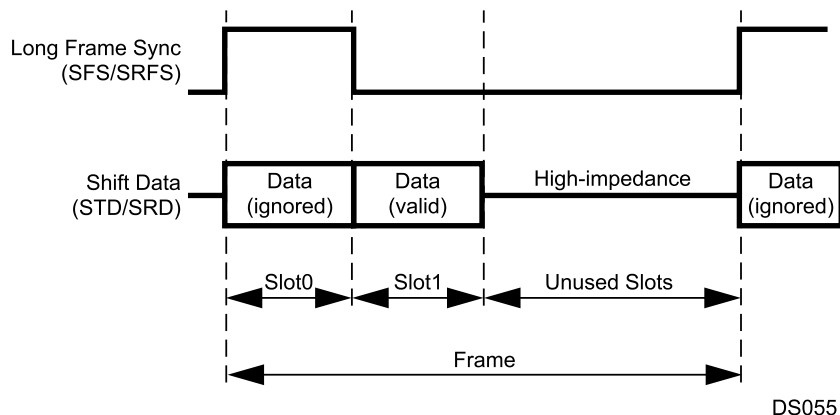 Long Frame Sync
(SFS/SRFS)
Shift Data
(STD/SRD)
Data
(ignored)
Data
(valid)
High-impedance
Data
(ignored)
Slot0
Slot1
Unused Slots
Frame
DS055